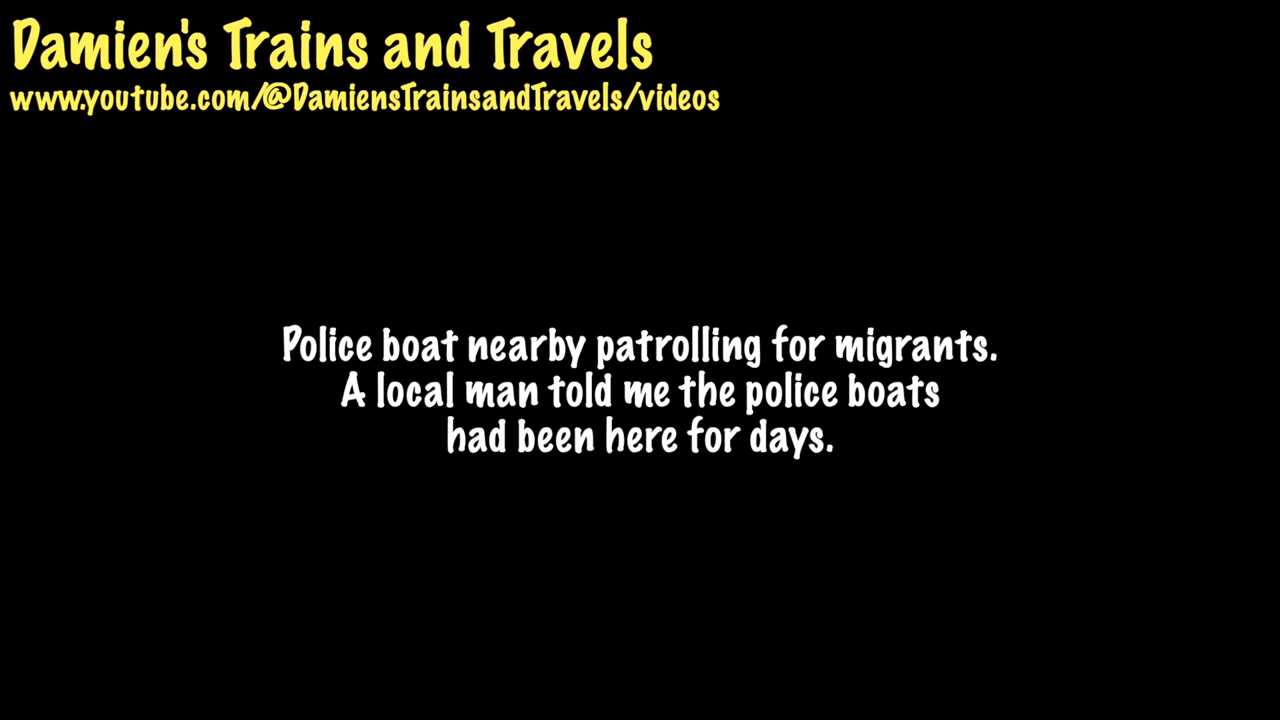 Damien's Trains and Travels
www.youtube.com/@DamiensTrainsandTravels/videos
Police boat nearby patrolling for migrants.
A local man told me the police boats
had been here for days.